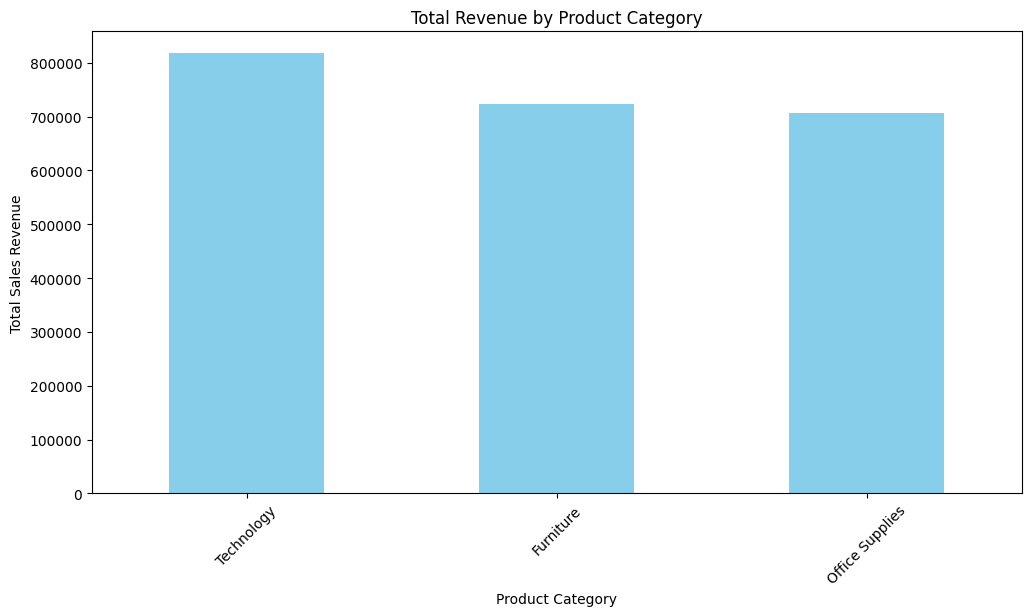 Total Revenue by Product Category
Total Sales Revenue
800000
700000
600000
500000
400000
300000
200000
100000
0
Technology
Furniture
Office Supplies
Product Category